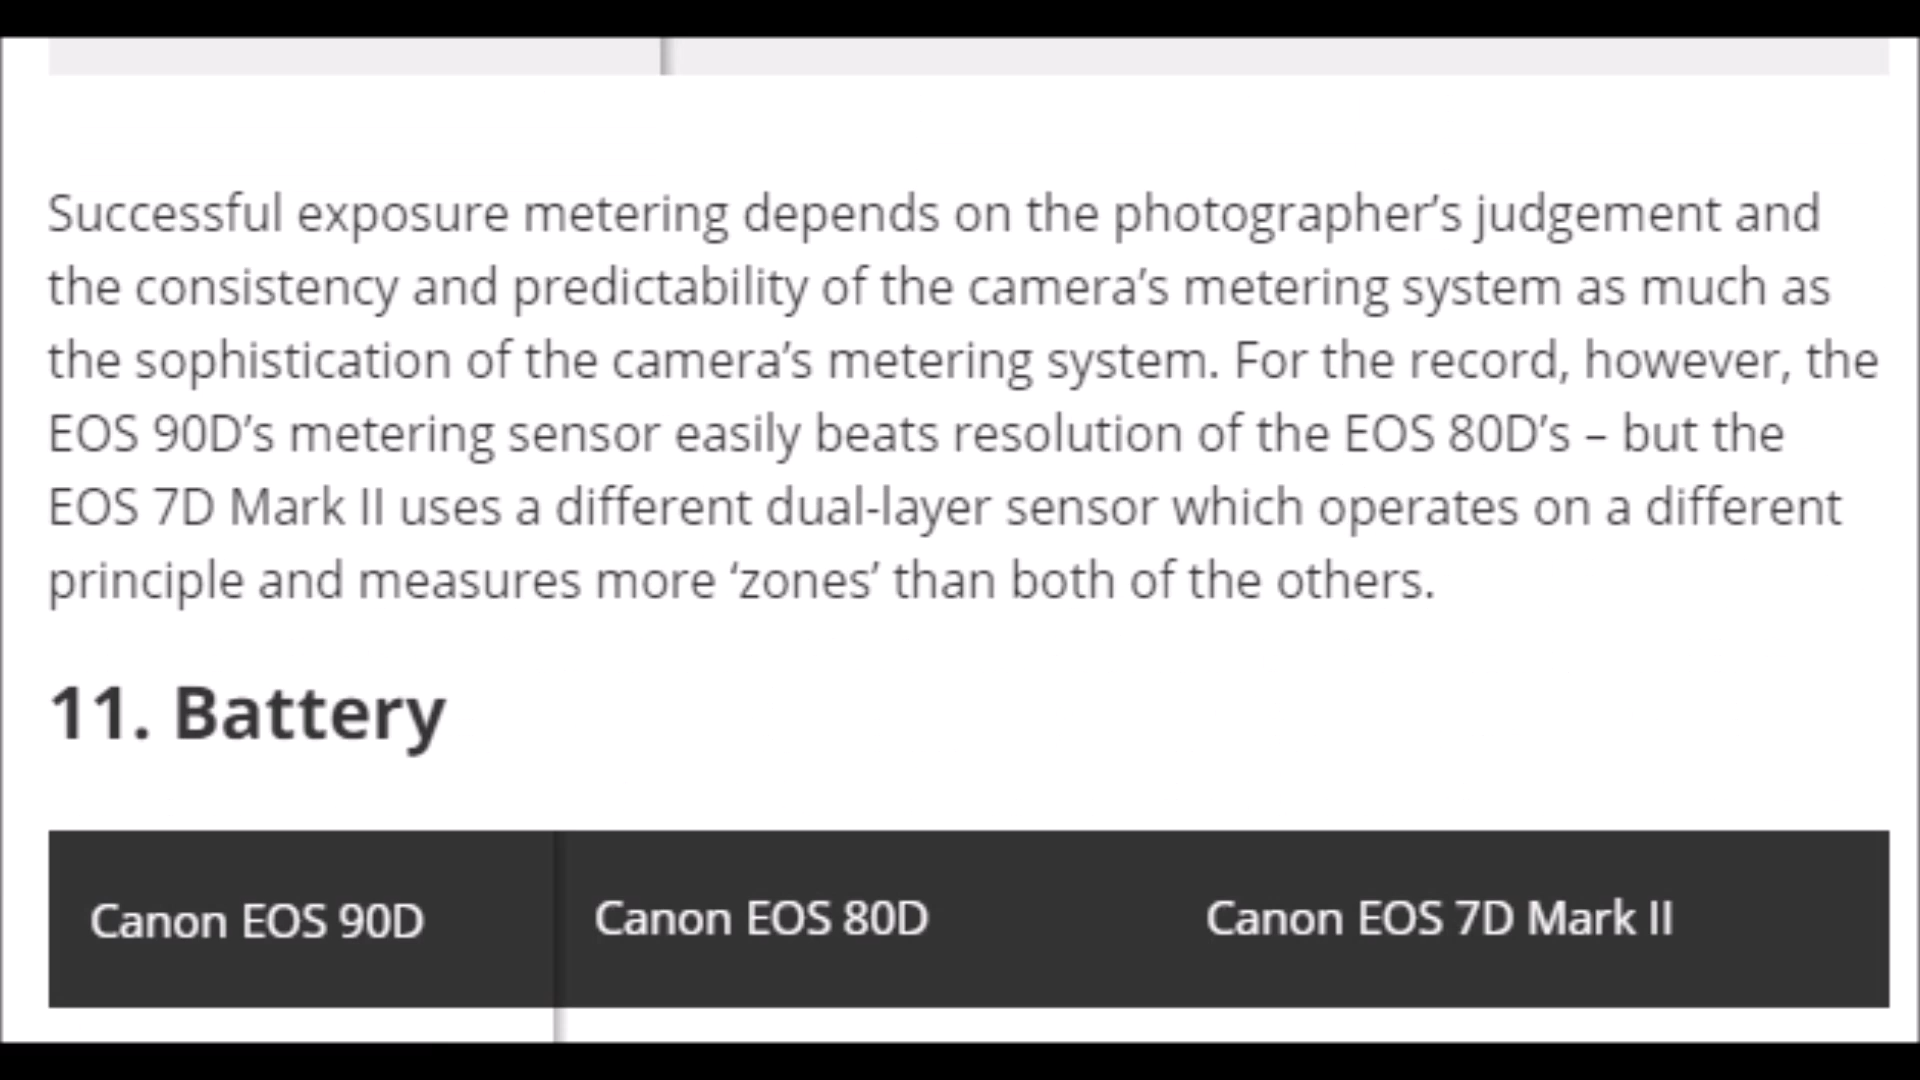 Successful exposure metering depends on the photographer’s judgement and
the consistency and predictability of the camera’s metering system as much as
the sophistication of the camera’s metering system. For the record, however, the
EOS 90D’s metering sensor easily beats resolution of the EOS 80D’s – but the
EOS 7D Mark II uses a different dual-layer sensor which operates on a different
principle and measures more ‘zones’ than both of the others.
11. Battery
Canon EOS 90D Canon EOS 80D Canon EOS 7D Mark II